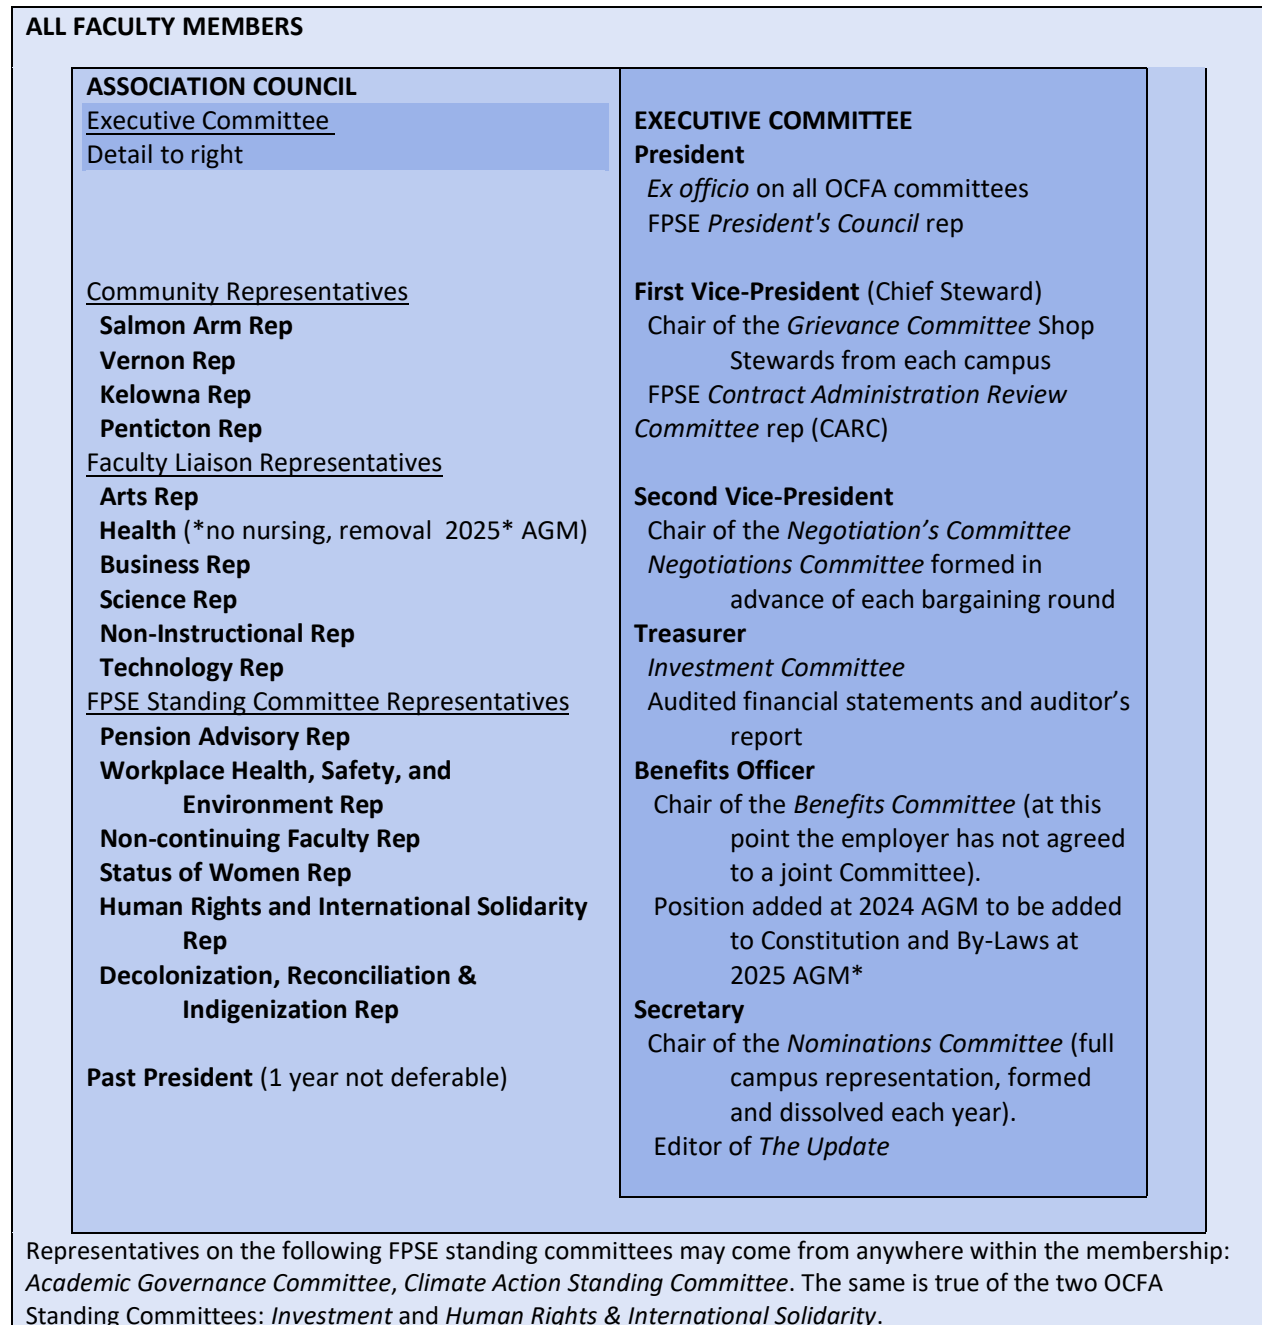 ALL FACULTY MEMBERS
ASSOCIATION COUNCIL
Executive Committee
Detail to right
Community Representatives
Salmon Arm Rep
Vernon Rep
Kelowna Rep
Penticton Rep
Faculty Liaison Representatives
Arts Rep
Health (*no nursing, removal  2025* AGM)
Business Rep
Science Rep
Non-Instructional Rep
Technology Rep
FPSE Standing Committee Representatives
Pension Advisory Rep
Workplace Health, Safety, and
Environment Rep
Non-continuing Faculty Rep
Status of Women Rep
Human Rights and International Solidarity
Rep
Decolonization, Reconciliation &
Indigenization Rep
Past President (1 year not deferable)
EXECUTIVE COMMITTEE
President
Ex officio on all OCFA committees
FPSE President's Council rep
First Vice-President (Chief Steward)
Chair of the Grievance Committee Shop
Stewards from each campus
FPSE Contract Administration Review
Committee rep (CARC)
Second Vice-President
Chair of the Negotiation’s Committee
Negotiations Committee formed in
advance of each bargaining round
Treasurer
Investment Committee
Audited financial statements and auditor’s
report
Benefits Officer
Chair of the Benefits Committee (at this
point the employer has not agreed
to a joint Committee).
Position added at 2024 AGM to be added
to Constitution and By-Laws at
2025 AGM*
Secretary
Chair of the Nominations Committee (full
campus representation, formed
and dissolved each year).
Editor of The Update
Representatives on the following FPSE standing committees may come from anywhere within the membership:
Academic Governance Committee, Climate Action Standing Committee. The same is true of the two OCFA
Standing Committees: Investment and Human Rights & International Solidarity.